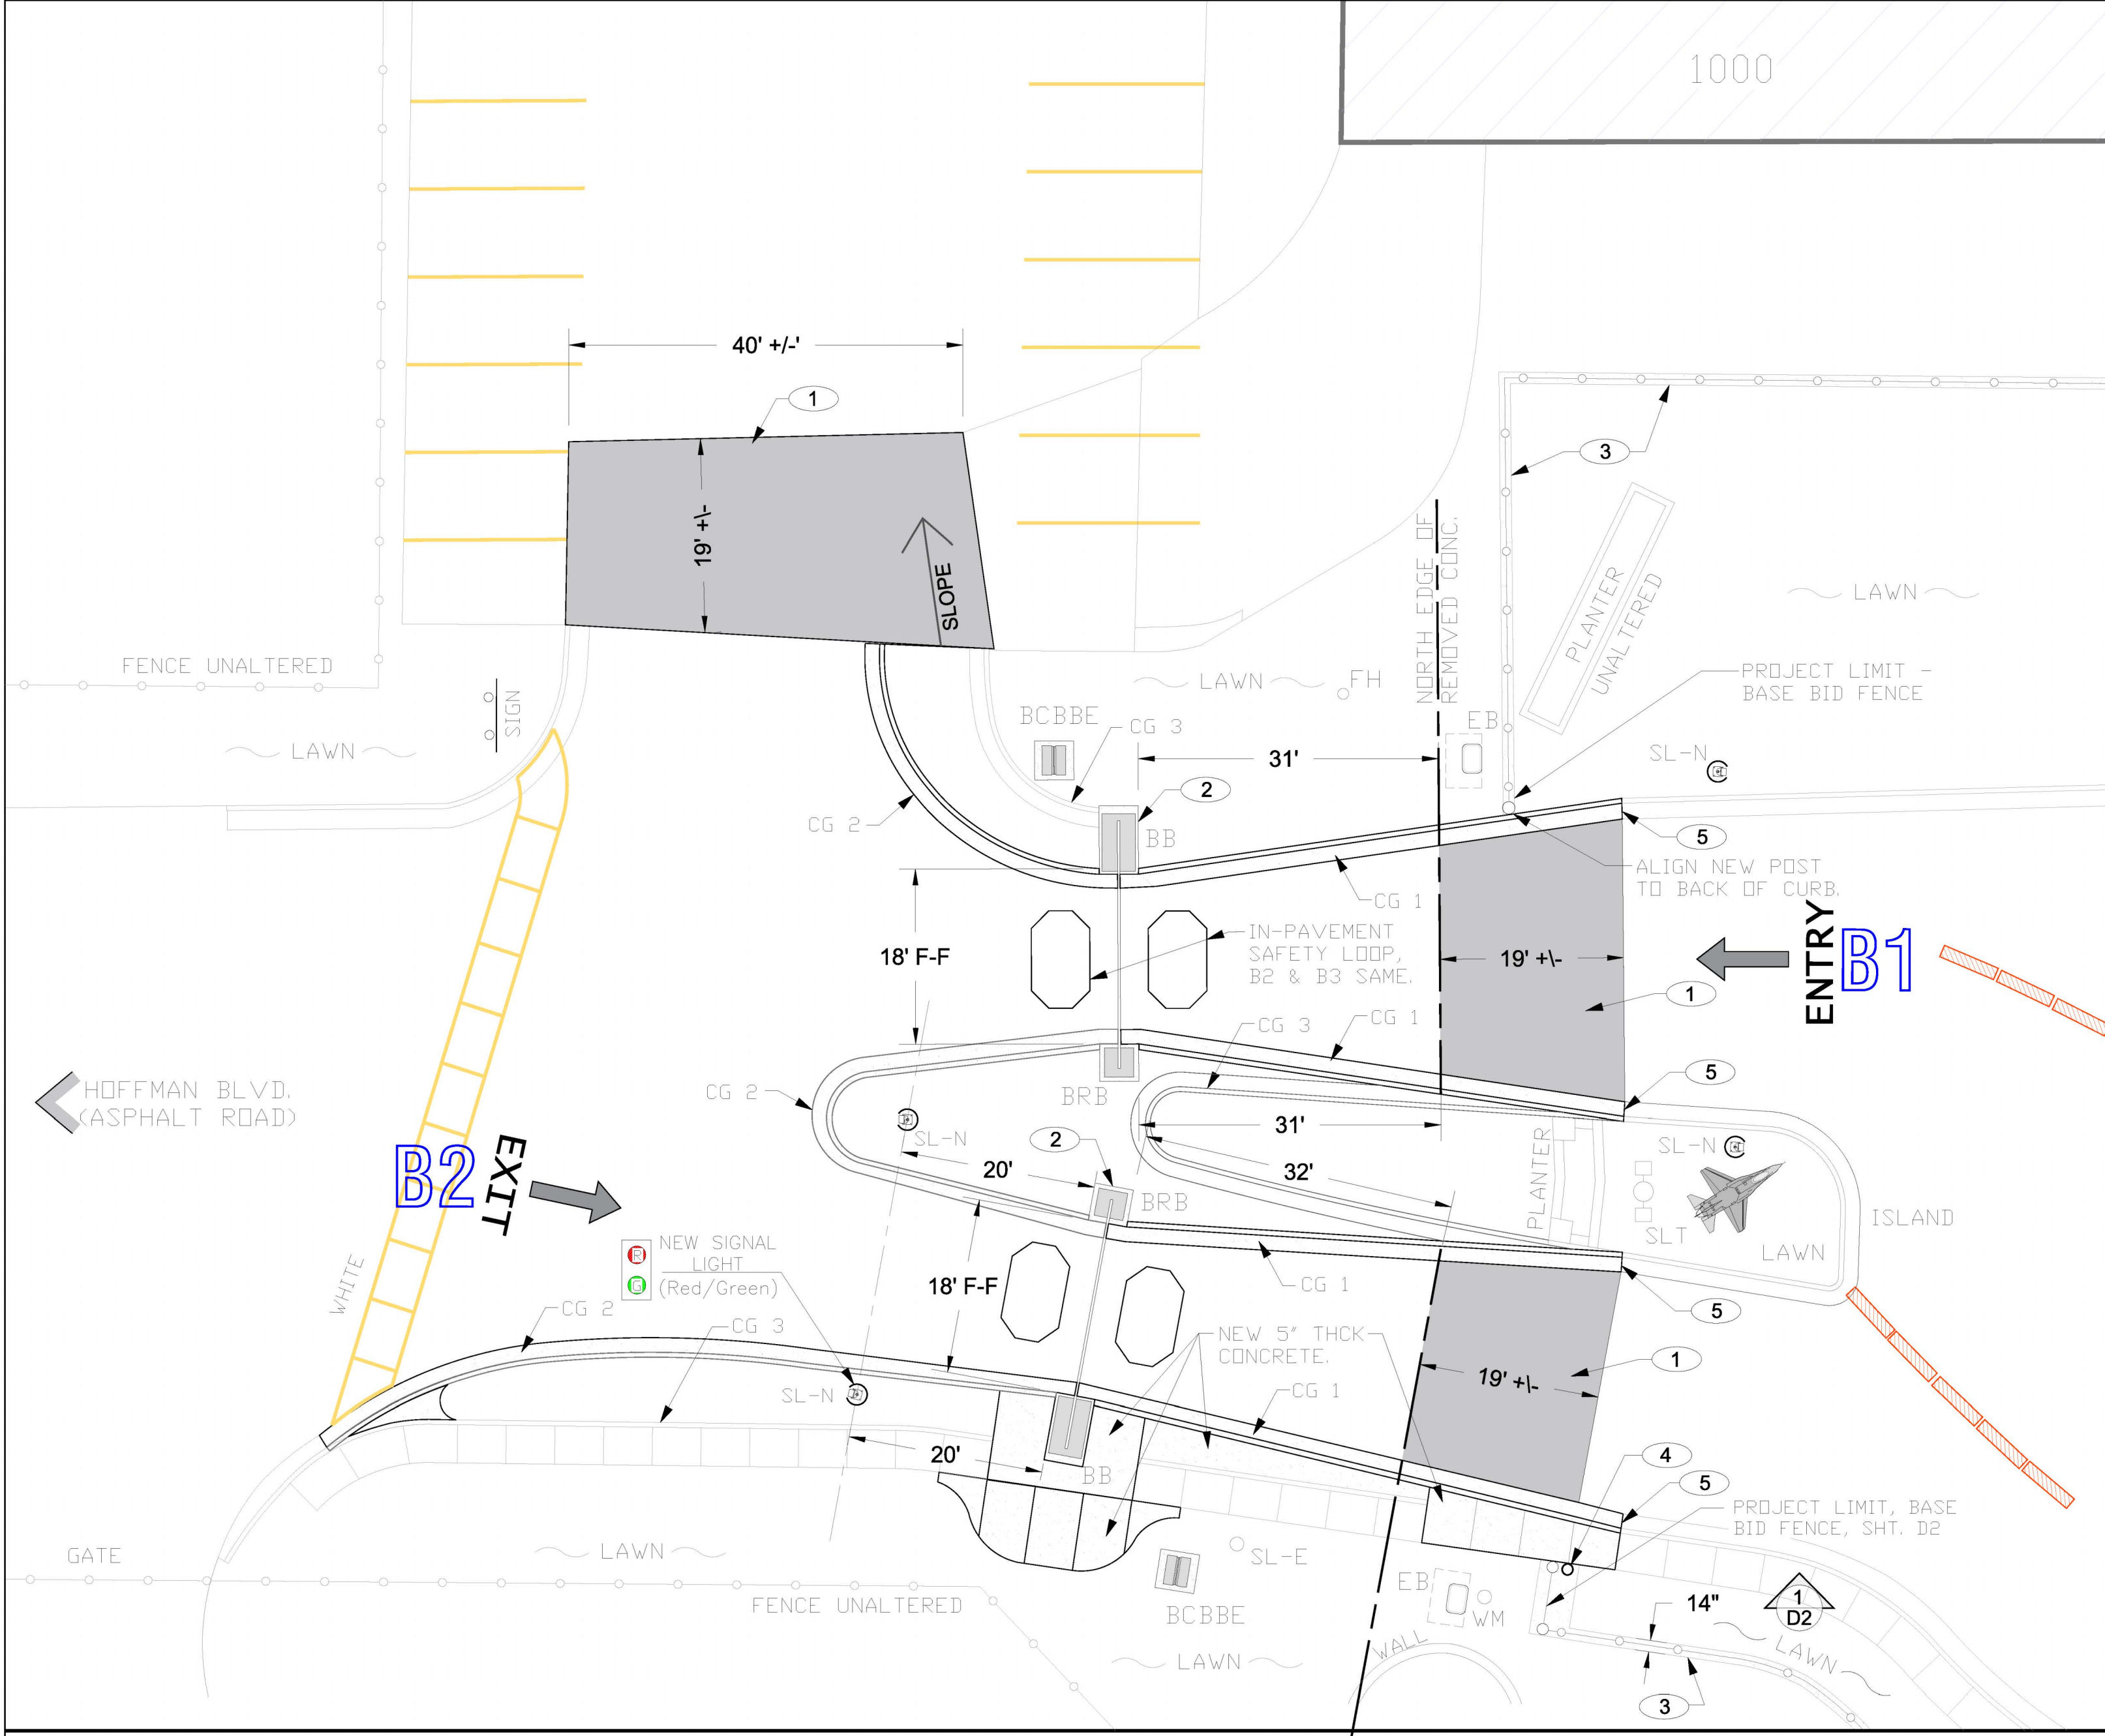 1000
40' +/-'
1
19' +\-
SLOPE
3
NORTH EDGE OF
REMOVED CONC.
PLANTER
UNALTERED
LAWN
FENCE UNALTERED
SIGN
LAWN
LAWN
FH
PROJECT LIMIT -
BASE BID FENCE
BCBBE
CG 3
EB
31'
SL-N
2
CG 2
BB
5
ALIGN NEW POST
TO BACK OF CURB.
CG 1
18' F-F
IN-PAVEMENT
SAFETY LOOP,
B2 & B3 SAME.
19' +\-
ENTRY
B1
1
CG 3
CG 1
HOFFMAN BLVD.
(ASPHALT ROAD)
CG 2
BRB
5
SL-N
31'
2
20'
32'
PLANTER
SL-N
B2
EXIT
BRB
SLT
LAWN
ISLAND
R
G
NEW SIGNAL
LIGHT
(Red/Green)
WHITE
18' F-F
CG 1
5
CG 2
CG 3
NEW 5" THCK
CONCRETE.
1
19' +\-
SL-N
CG 1
20'
BB
4
5
PROJECT LIMIT, BASE
BID FENCE, SHT. D2
GATE
LAWN
SL-E
EB
WM
FENCE UNALTERED
BCBBE
14"
1
D2
LAWN
WALL
LAWN
3